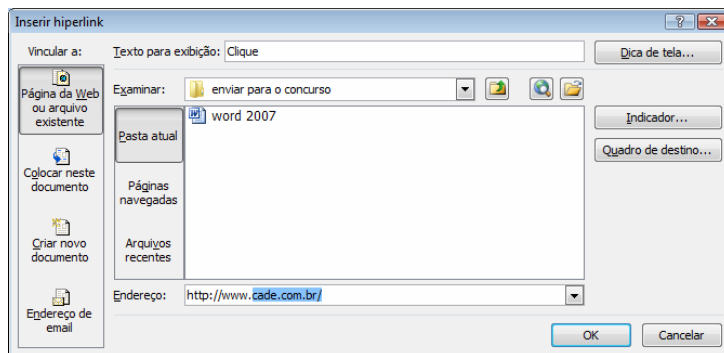 Inserir hiperlink
Vincular a:
Texto para exibição: Clique
Dica de tela...
Página da Web
ou arquivo
existente
Examinar: enviar para o concurso
Pasta atual
word 2007
Indicador...
Quadro de destino...
Colocar neste
documento
Páginas
navegadas
Criar novo
documento
Arquivos
recentes
Endereço de
email
Endereço: http://www.cade.com.br/
OK
Cancelar